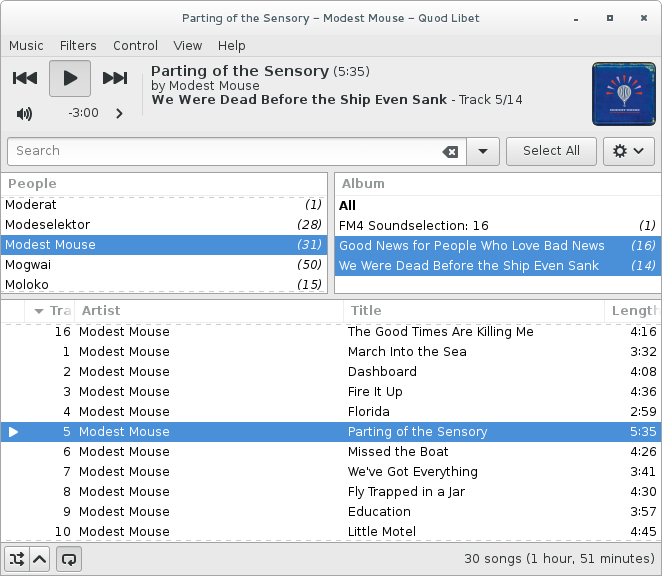 Parting of the Sensory – Modest Mouse – Quod Libet
Music Filters Control View Help
Parting of the Sensory (5:35)
by Modest Mouse
We Were Dead Before the Ship Even Sank - Track 5/14
-3:00
Search
Select All
People
Moderat (1)
Modeselektor (28)
Modest Mouse (31)
Mogwai (50)
Moloko (15)
Album
All
FM4 Soundselection: 16 (1)
Good News for People Who Love Bad News (16)
We Were Dead Before the Ship Even Sank (14)
Tra Artist Title Length
16 Modest Mouse The Good Times Are Killing Me 4:16
1 Modest Mouse March Into the Sea 3:32
2 Modest Mouse Dashboard 4:08
3 Modest Mouse Fire It Up 4:36
4 Modest Mouse Florida 2:59
5 Modest Mouse Parting of the Sensory 5:35
6 Modest Mouse Missed the Boat 4:26
7 Modest Mouse We've Got Everything 3:41
8 Modest Mouse Fly Trapped in a Jar 4:30
9 Modest Mouse Education 3:57
10 Modest Mouse Little Motel 4:45
30 songs (1 hour, 51 minutes)